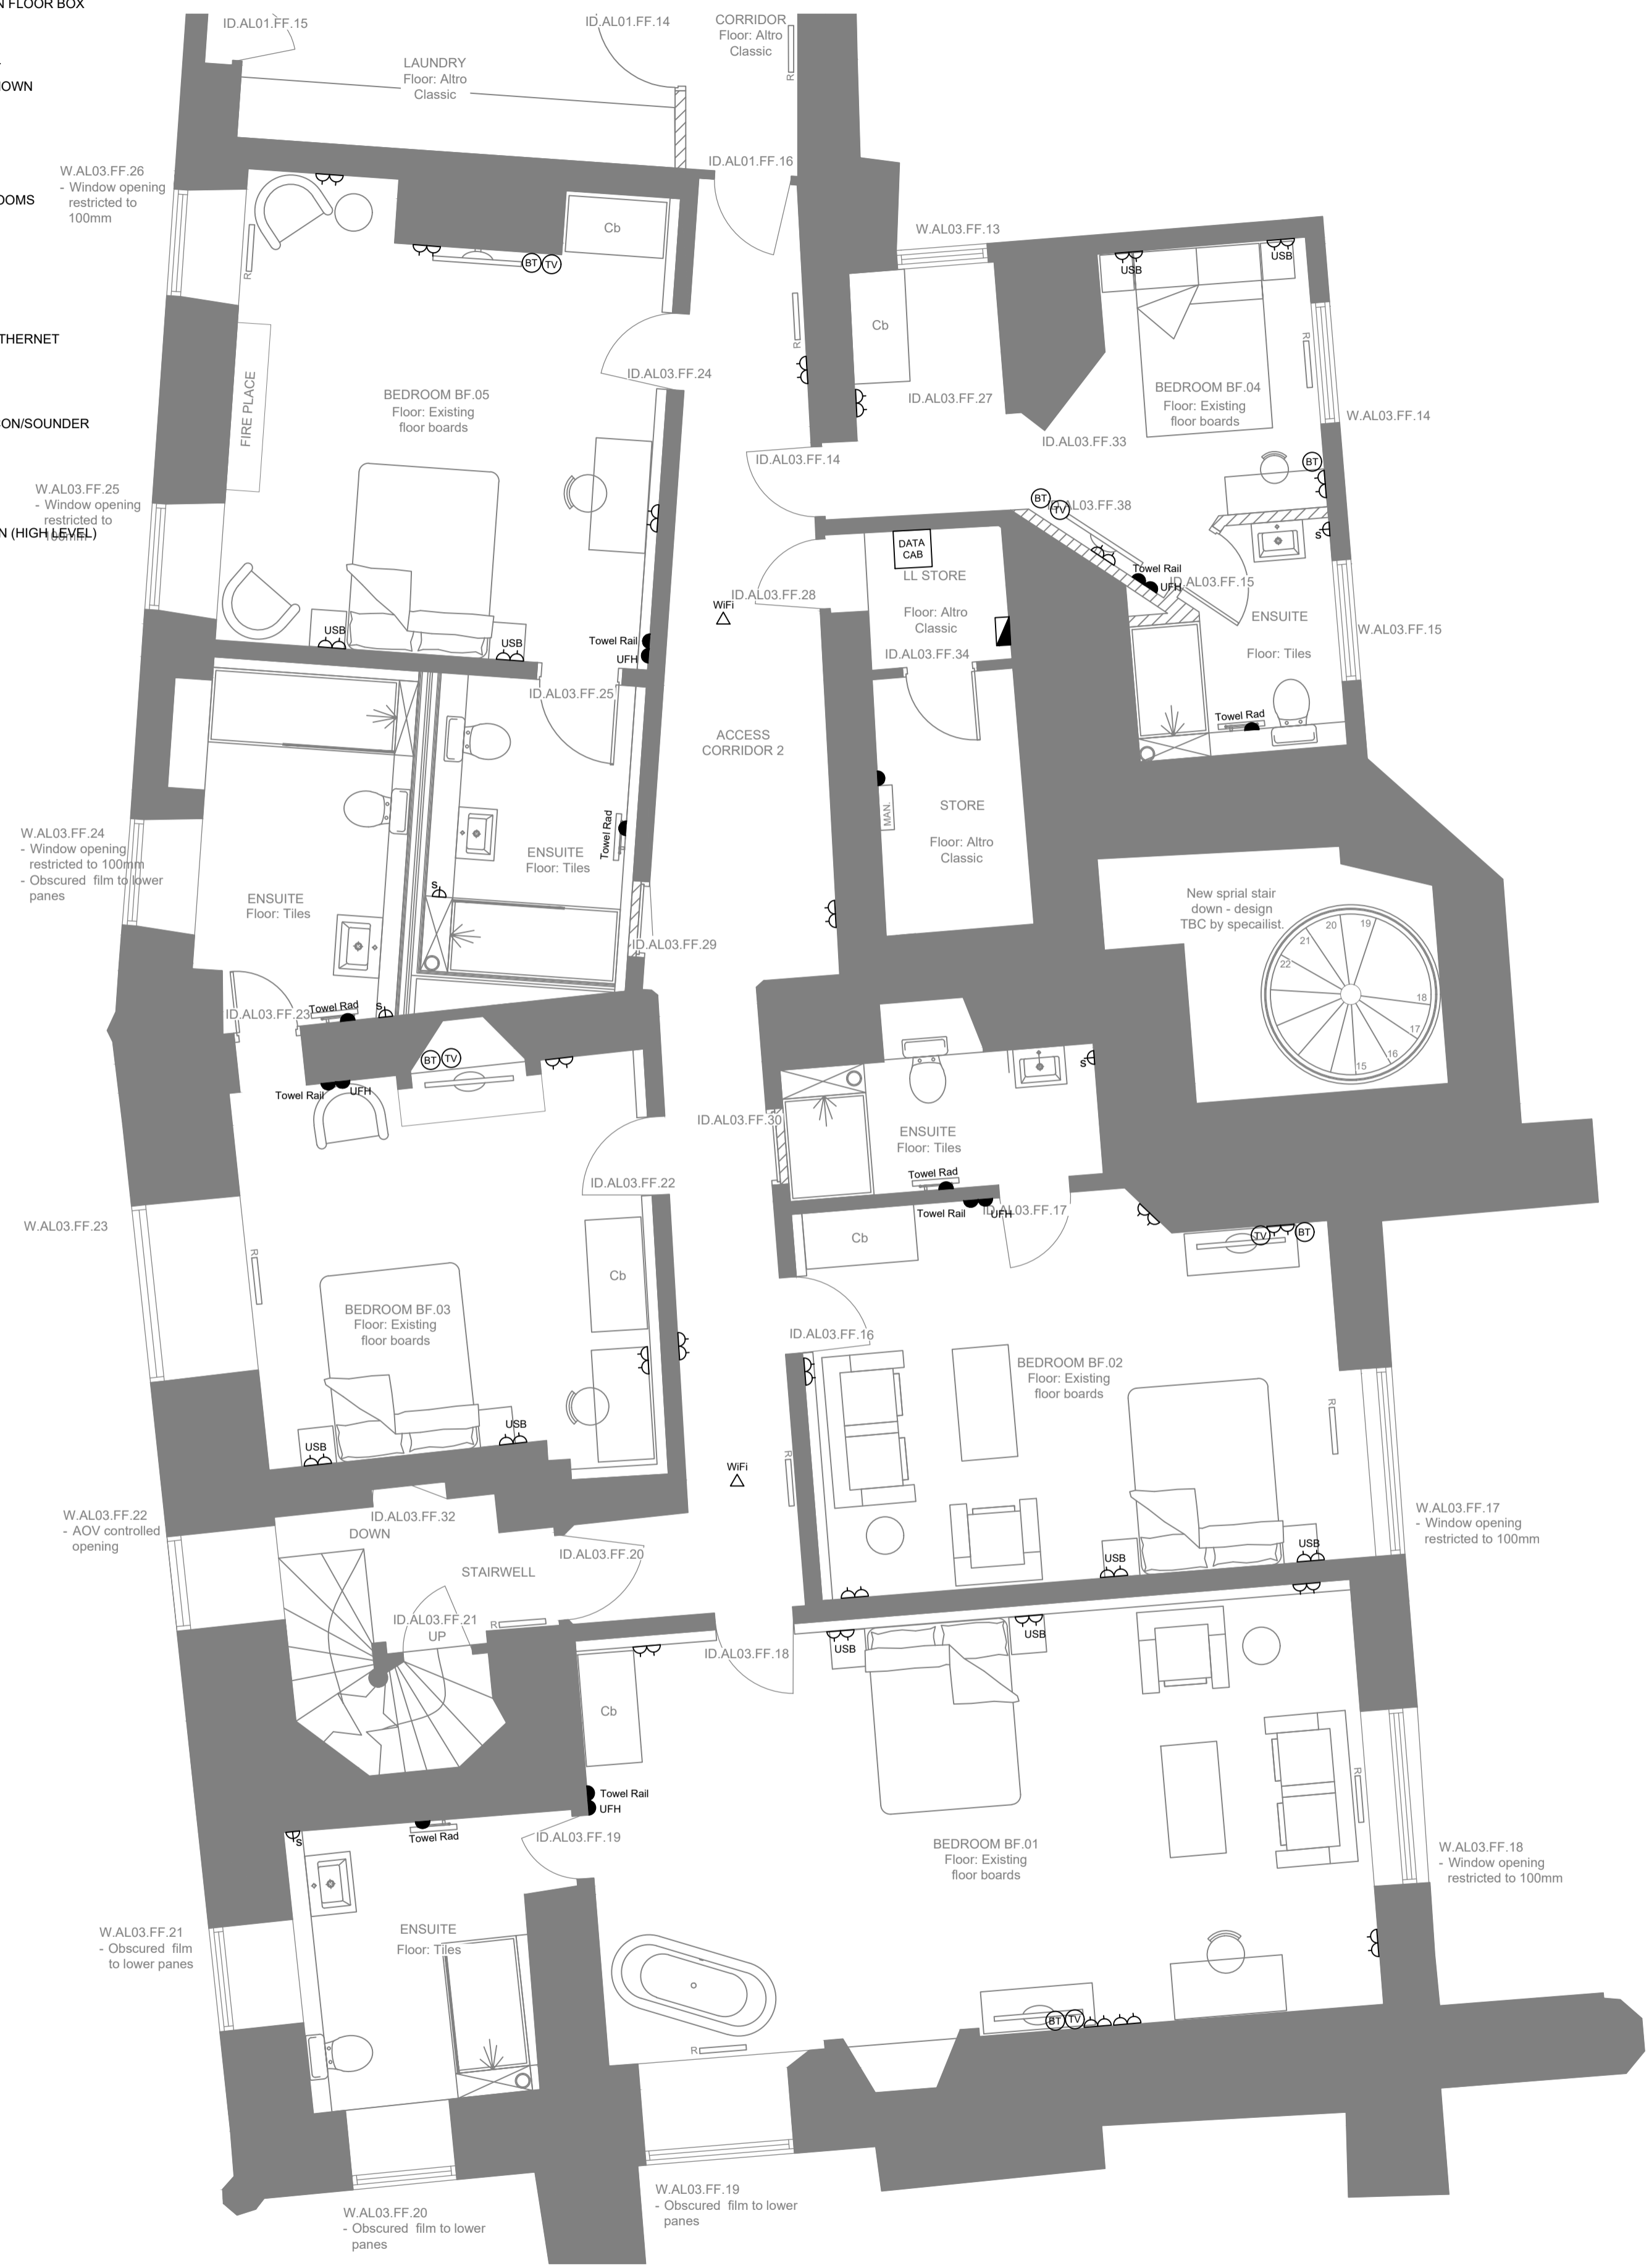 N FLOOR BOX
OWN
OOMS
THERNET
ON/SOUNDER
N (HIGH LEVEL)
ID.AL01.FF.15
ID.AL01.FF.14
CORRIDOR
Floor: Altro
Classic
R
LAUNDRY
Floor: Altro
Classic
ID.AL01.FF.16
W.AL03.FF.26
- Window opening
restricted to
100mm
Cb
R
BT
TV
W.AL03.FF.13
USB
USB
R
Cb
R
ID.AL03.FF.24
BEDROOM BF.05
Floor: Existing
floor boards
FIRE PLACE
ID.AL03.FF.27
BEDROOM BF.04
Floor: Existing
floor boards
W.AL03.FF.14
ID.AL03.FF.33
ID.AL03.FF.14
BT
W.AL03.FF.25
- Window opening
restricted to
100mm
BT
TV
ID.AL03.FF.38
S
DATA
CAB
LL STORE
Floor: Altro
Classic
ID.AL03.FF.28
WiFi
Towel Rail
UFH
ID.AL03.FF.15
ENSUITE
Floor: Tiles
W.AL03.FF.15
USB
USB
Towel Rail
UFH
ID.AL03.FF.34
ID.AL03.FF.25
Towel Rad
ACCESS
CORRIDOR 2
STORE
Floor: Altro
Classic
MAN.
Towel Rad
W.AL03.FF.24
- Window opening
restricted to 100mm
- Obscured film to lower
panes
ENSUITE
Floor: Tiles
S
ENSUITE
Floor: Tiles
New sprial stair
down - design
TBC by specailist.
19
20
21
22
18
17
16
15
ID.AL03.FF.29
ID.AL03.FF.23
Towel Rad
S
BT
TV
Towel Rail
UFH
S
ID.AL03.FF.30
ENSUITE
Floor: Tiles
Towel Rad
Towel Rail
UFH
ID.AL03.FF.17
ID.AL03.FF.22
W.AL03.FF.23
Cb
TV
BT
R
Cb
BEDROOM BF.03
Floor: Existing
floor boards
ID.AL03.FF.16
BEDROOM BF.02
Floor: Existing
floor boards
R
USB
USB
R
WiFi
W.AL03.FF.22
- AOV controlled
opening
ID.AL03.FF.32
DOWN
ID.AL03.FF.20
STAIRWELL
W.AL03.FF.17
- Window opening
restricted to 100mm
USB
USB
ID.AL03.FF.21
UP
R
ID.AL03.FF.18
USB
USB
Cb
R
Towel Rail
UFH
S
Towel Rad
ID.AL03.FF.19
BEDROOM BF.01
Floor: Existing
floor boards
W.AL03.FF.18
- Window opening
restricted to 100mm
W.AL03.FF.21
- Obscured film
to lower panes
ENSUITE
Floor: Tiles
BT
TV
R
W.AL03.FF.19
- Obscured film to lower
panes
W.AL03.FF.20
- Obscured film to lower
panes